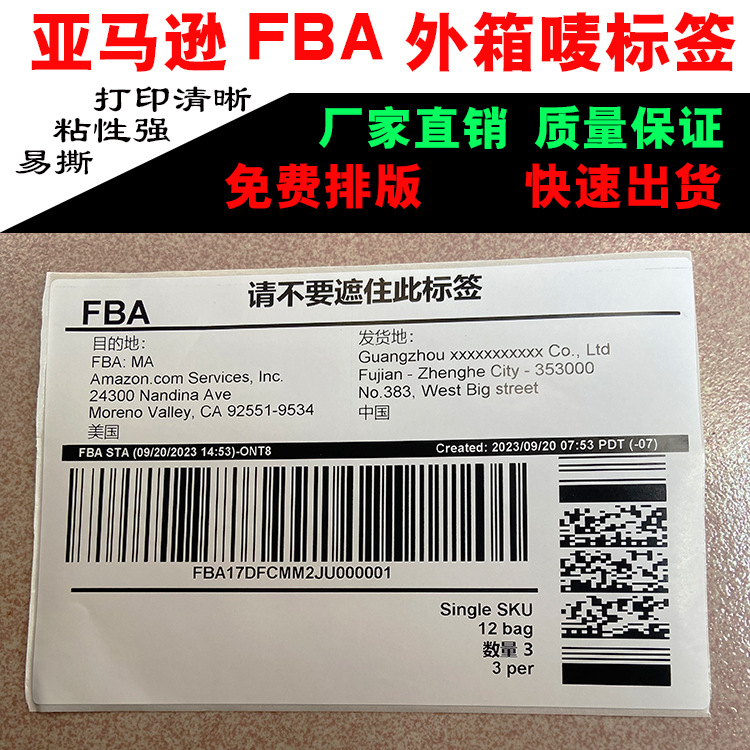 亚马逊 FBA 外箱唛标签
打印清晰
粘性强
易撕
厂家直销 质量保证
免费排版 快速出货
请不要遮住此标签
FBA
目的地:
FBA: MA
Amazon.com Services, Inc.
24300 Nandina Ave
Moreno Valley, CA 92551-9534
美国
发货地:
Guangzhou xxxxxxxxxxx Co., Ltd
Fujian - Zhenghe City - 353000
No.383, West Big street
中国
FBA STA (09/20/2023 14:53)-ONT8
Created: 2023/09/20 07:53 PDT (-07)
FBA17DFCMM2JU000001
Single SKU
12 bag
数量 3
3 per